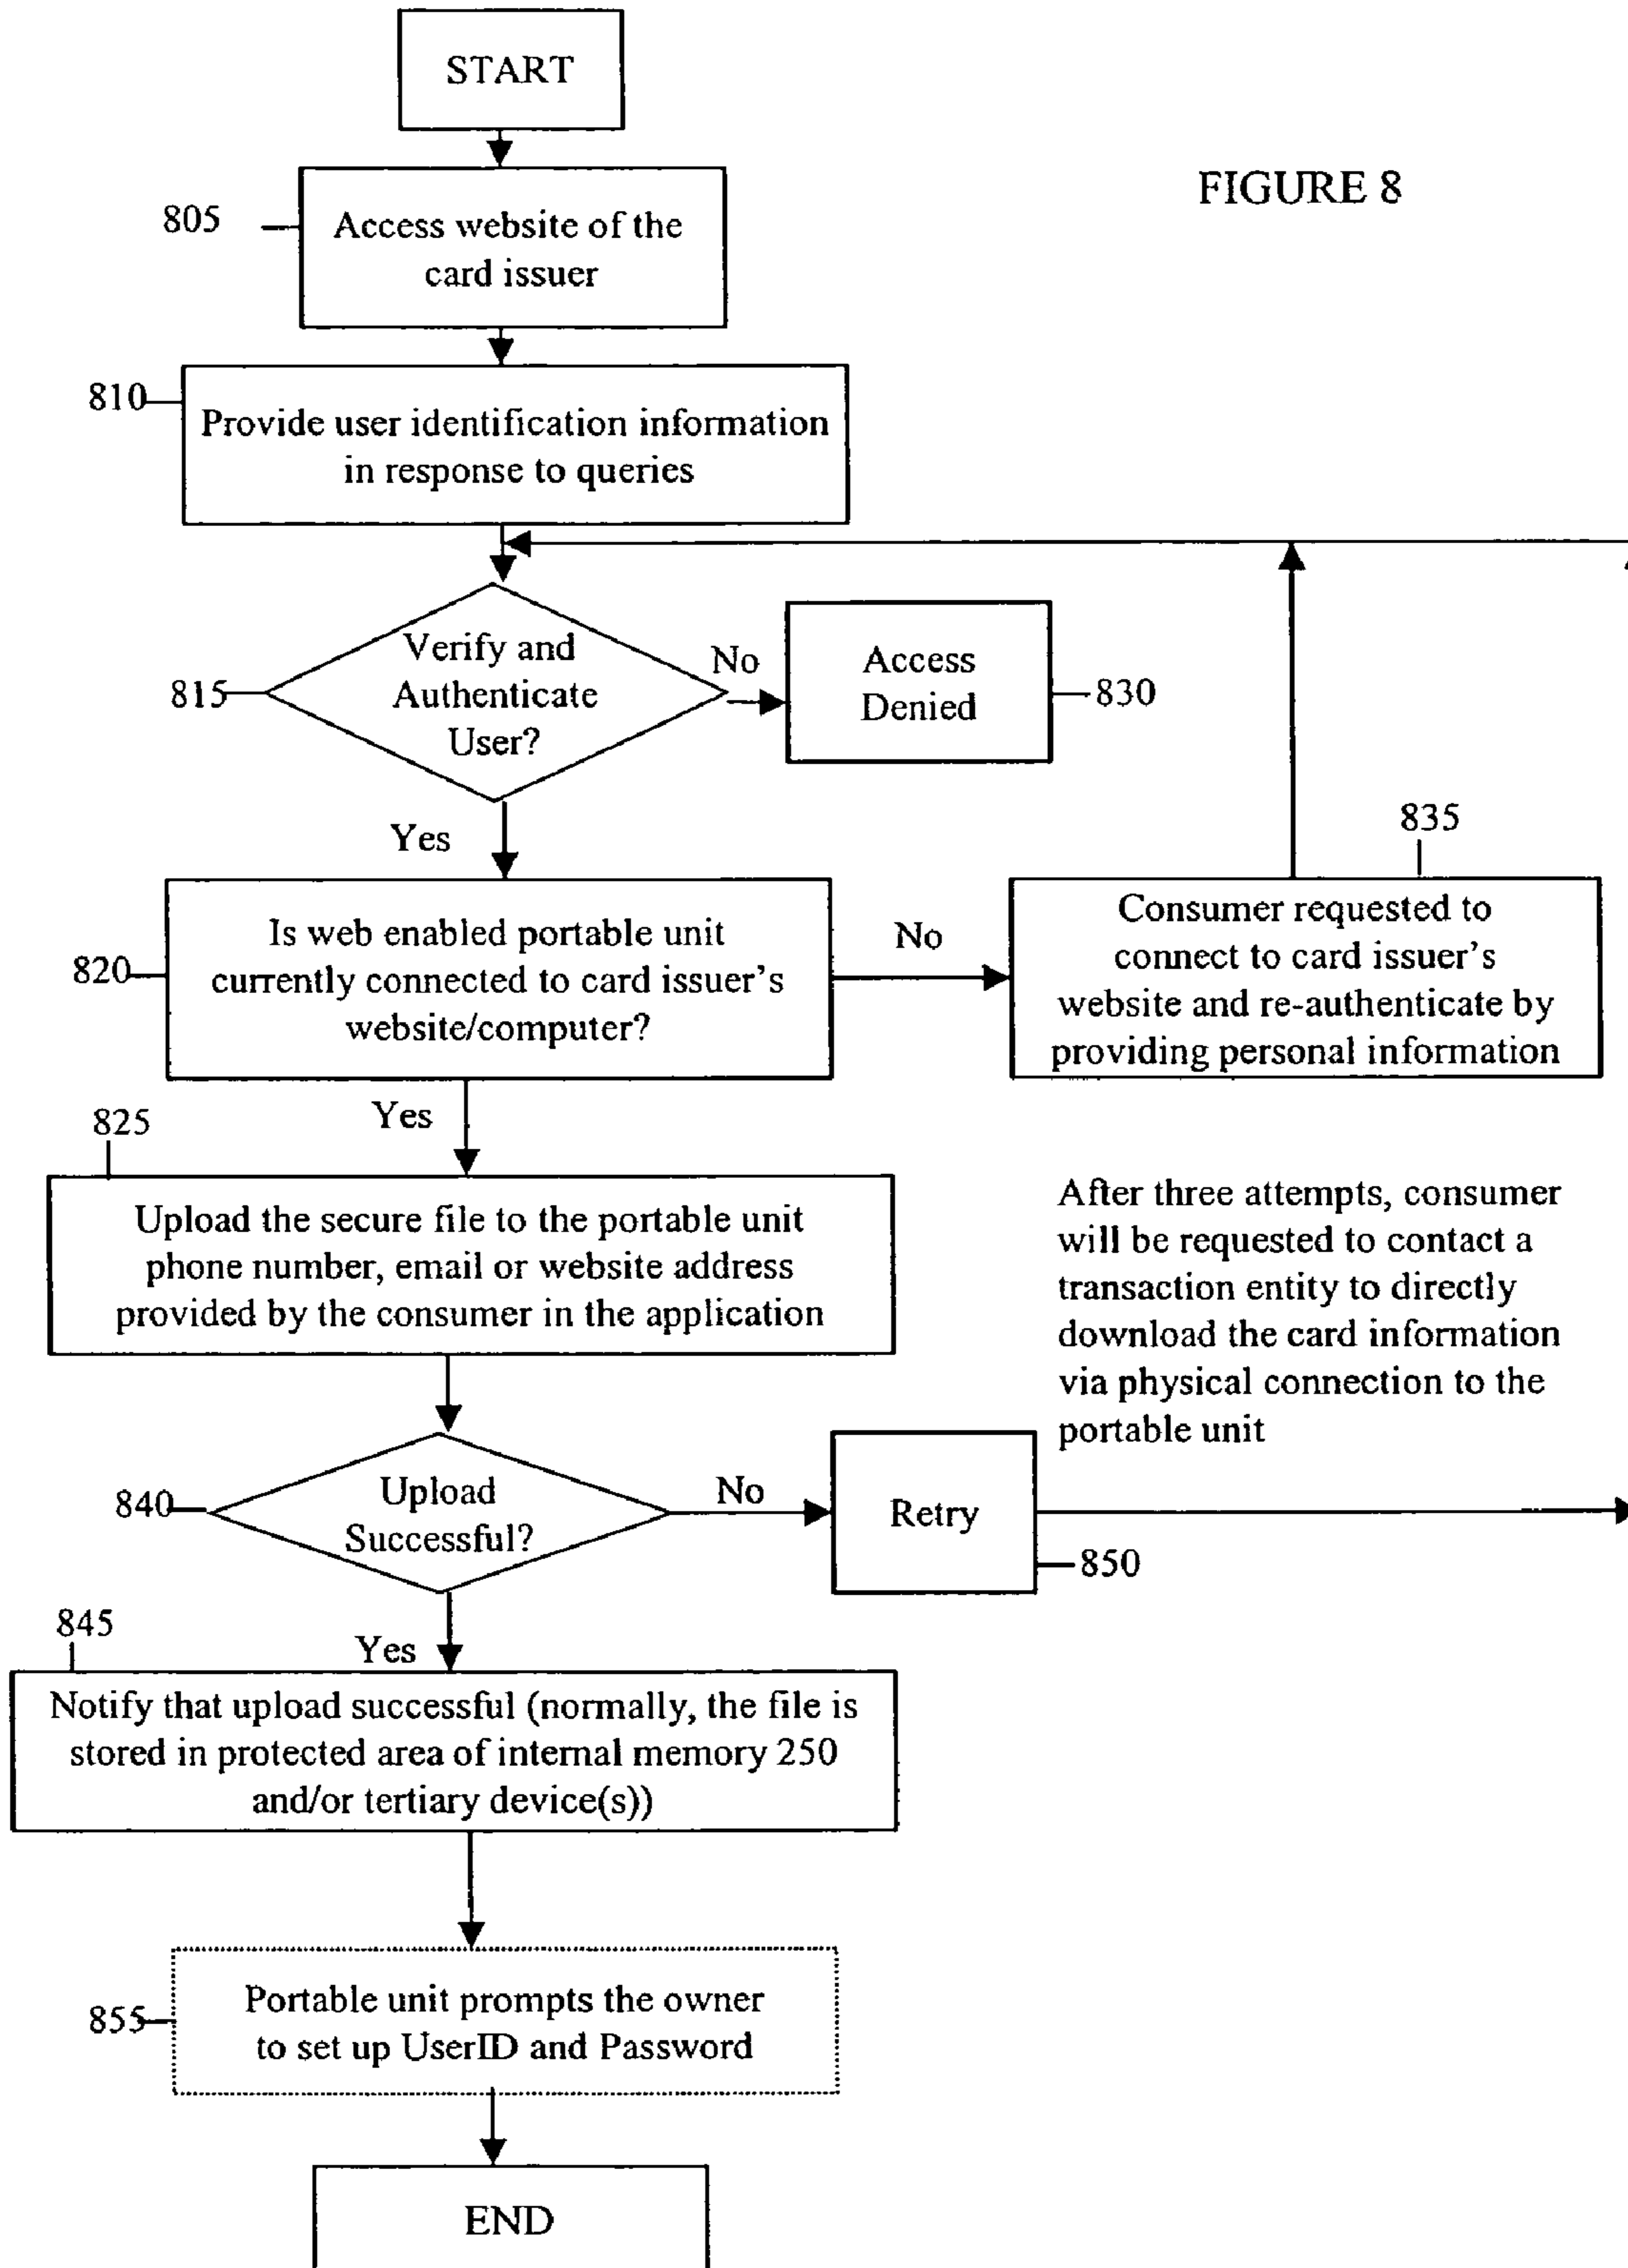 START
FIGURE 8
805
Access website of the
card issuer
810
Provide user identification information
in response to queries
815
Verify and
Authenticate
User?
No
Access
Denied
830
Yes
820
Is web enabled portable unit
currently connected to card issuer's
website/computer?
No
835
Consumer requested to
connect to card issuer's
website and re-authenticate by
providing personal information
Yes
825
Upload the secure file to the portable unit
phone number, email or website address
provided by the consumer in the application
After three attempts, consumer
will be requested to contact a
transaction entity to directly
download the card information
via physical connection to the
portable unit
840
Upload
Successful?
No
Retry
850
Yes
845
Notify that upload successful (normally, the file is
stored in protected area of internal memory 250
and/or tertiary device(s))
855
Portable unit prompts the owner
to set up UserID and Password
END